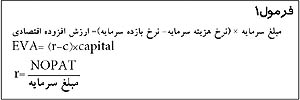 فرمول۱
مبلغ سرمایه × (نرخ هزینه سرمایه- نرخ بازده سرمایه)= ارزش افزوده اقتصادی
EVA= (r-c)×capital
r= NOPAT
مبلغ سرمایه